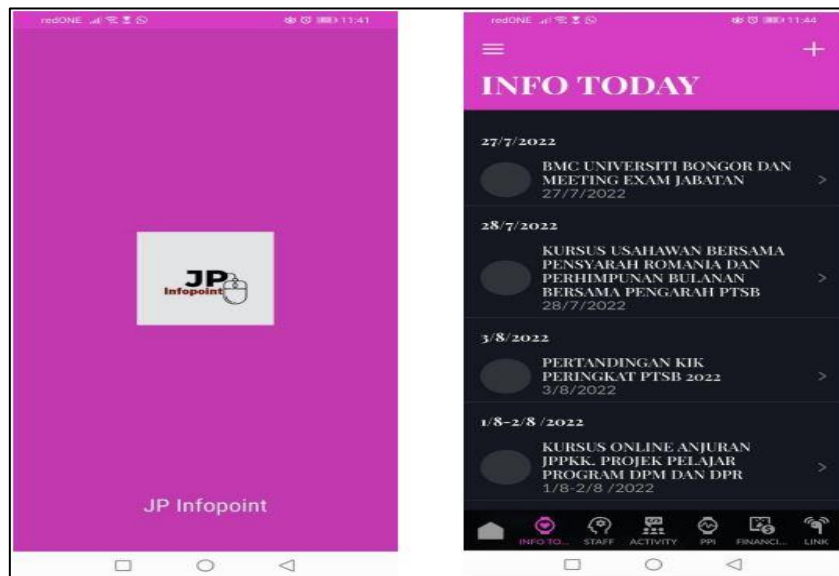 redONE
11:41
JP
Infopoint
JP Infopoint
redONE
11:44
INFO TODAY
27/7/2022
BMC UNIVERSITI BONGOR DAN
MEETING EXAM JABATAN
27/7/2022
28/7/2022
KURSUS USAHAWAN BERSAMA
PENSYARAH ROMANIA DAN
PERHIMPUNAN BULANAN
BERSAMA PENGARAH PTSB
28/7/2022
3/8/2022
PERTANDINGAN KIK
PERINGKAT PTSB 2022
3/8/2022
1/8-2/8 /2022
KURSUS ONLINE ANJURAN
JPPKK. PROJEK PELAJAR
PROGRAM DPM DAN DPR
1/8-2/8 /2022
INFO TO... STAFF ACTIVITY PPI FINANCI... LINK